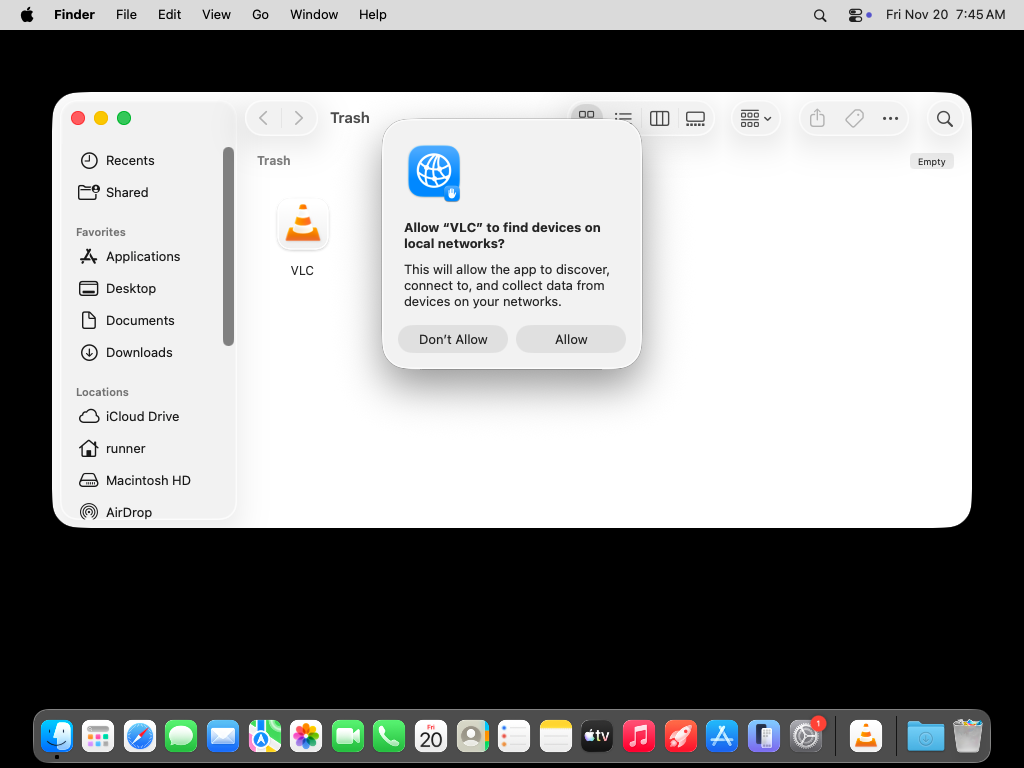 Finder File Edit View Go Window Help Fri Nov 20 7:45 AM
Trash
Recents
Shared
Favorites
Applications
Desktop
Documents
Downloads
Locations
iCloud Drive
runner
Macintosh HD
AirDrop
Trash
Empty
VLC
Allow “VLC” to find devices on
local networks?
This will allow the app to discover,
connect to, and collect data from
devices on your networks.
Don't Allow
Allow
Fri
20
tv
1